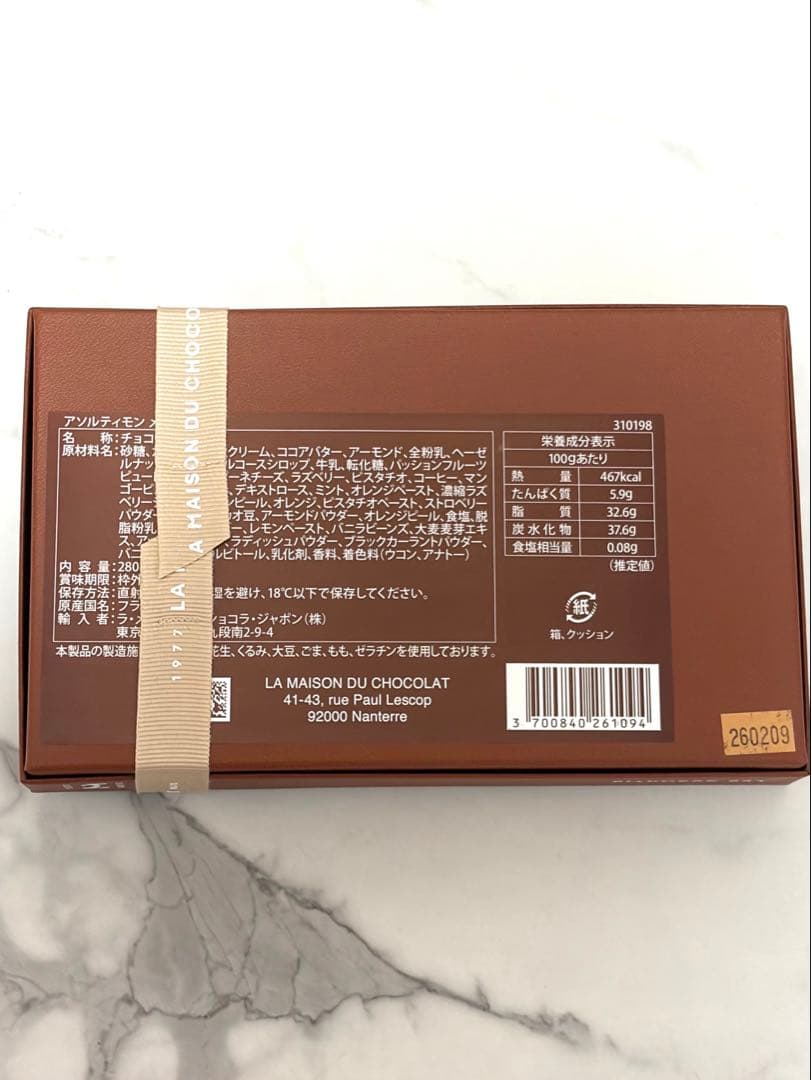 アソルティモン
310198
名 称:チョコ
原材料名:砂糖、 クリーム、ココアバター、アーモンド、全粉乳、ヘーゼ
ルナッ ルコースシロップ、牛乳、転化糖、パッションフルーツ
ピュー ーネチーズ、ラズベリー、ピスタチオ、コーヒー、マン
ゴーピ 、デキストロース、ミント、オレンジペースト、濃縮ラズ
ベリー ンピール、オレンジ、ピスタチオペースト、ストロベリー
パウダ オ豆、アーモンドパウダー、オレンジピール、食塩、脱
脂粉乳 ー、レモンペースト、バニラビーンズ、大麦麦芽エキ
ス、ア ラディッシュパウダー、ブラックカーラントパウダー、
バニ ルビトール、乳化剤、香料、着色料(ウコン、アナトー)
内 容 量:280
賞味期限:枠外
保存方法:直射 湿を避け、18℃以下で保存してください。
原産国名:フラ
輸 入 者:ラ・メ ョコラ・ジャポン(株)
東京 九段南2-9-4
本製品の製造施 花生、くるみ、大豆、ごま、もも、ゼラチンを使用しております。
栄養成分表示
100gあたり
熱 量 467kcal
たんぱく質 5.9g
脂 質 32.6g
炭水化物 37.6g
食塩相当量 0.08g
(推定値)
紙
箱、クッション
LA MAISON DU CHOCOLAT
41-43, rue Paul Lescop
92000 Nanterre
3 700840 261094
260209
A MAISON DU CHOCO
1977 LA